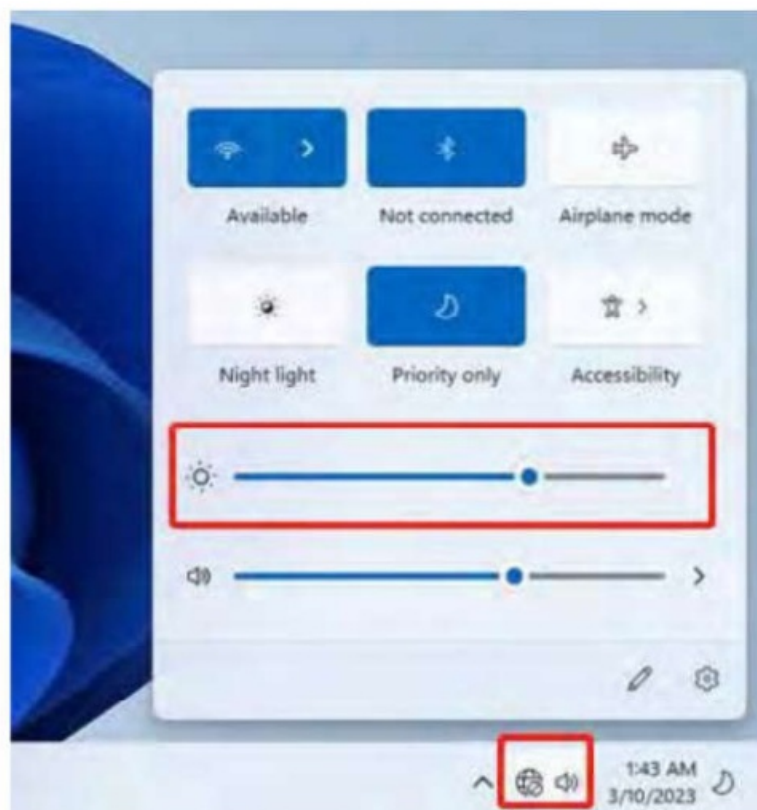 Available
Not connected
Airplane mode
Night light
Priority only
Accessibility
1:43 AM
3/10/2023